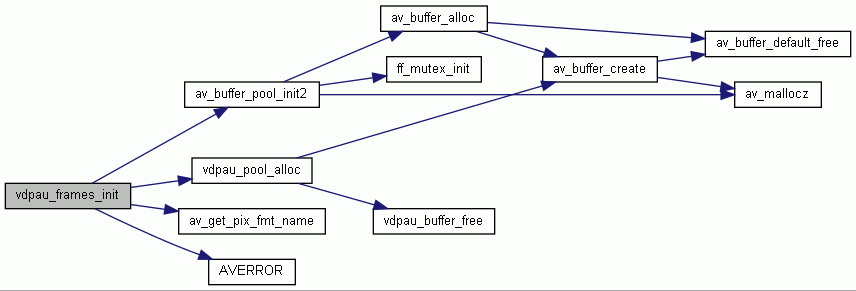 av_buffer_alloc
av_buffer_default_free
ff_mutex_init
av_buffer_create
av_buffer_pool_init2
av_mallocz
vdpau_pool_alloc
vdpau_frames_init
av_get_pix_fmt_name
vdpau_buffer_free
AVERROR